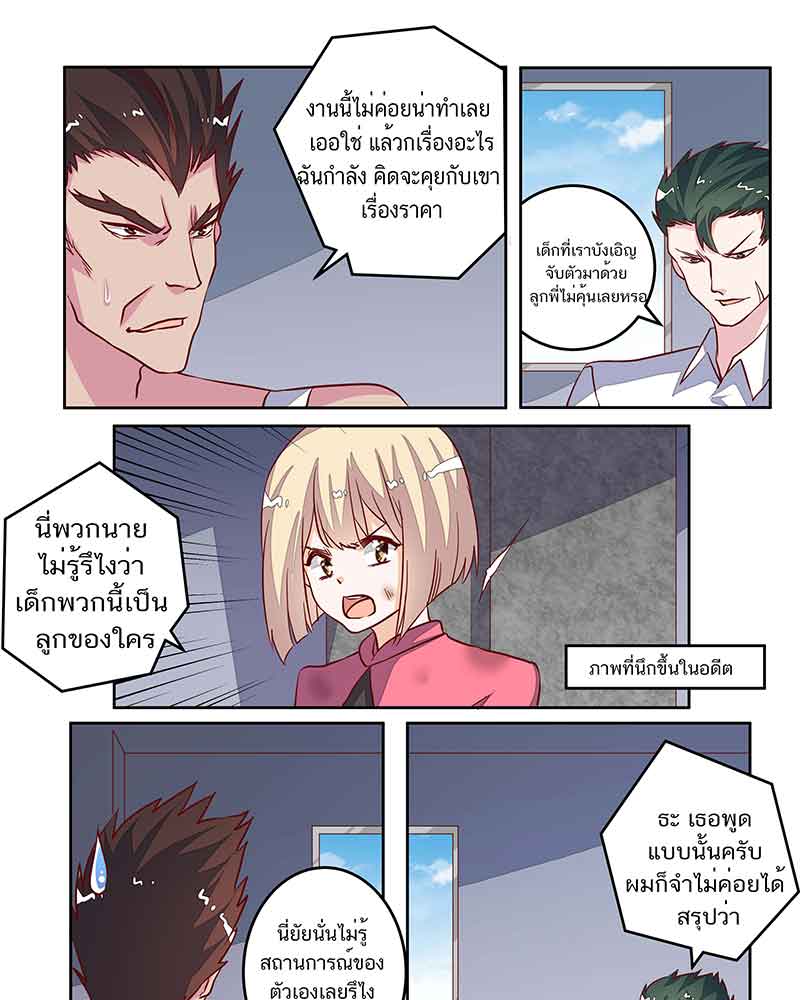 งานนี้ไม่ค่อยน่าทำเลย
เออใช่ แล้วกเรื่องอะไร
ฉันกำลัง คิดจะคุยกับเขา
เรื่องราคา
เด็กที่เราบังเอิญ
จับตัวมาด้วย
ลูกพี่ไม่คุ้นเลยหรอ
นี่พวกนาย
ไม่รู้รึไงว่า
เด็กพวกนี้เป็น
ลูกของใคร
ภาพที่นึกขึ้นในอดีต
นี่ยัยนั่นไม่รู้
สถานการณ์ของ
ตัวเองเลยรึไง
ธะ เธอพูด
แบบนั้นครับ
ผมก็จำไม่ค่อยได้
สรุปว่า